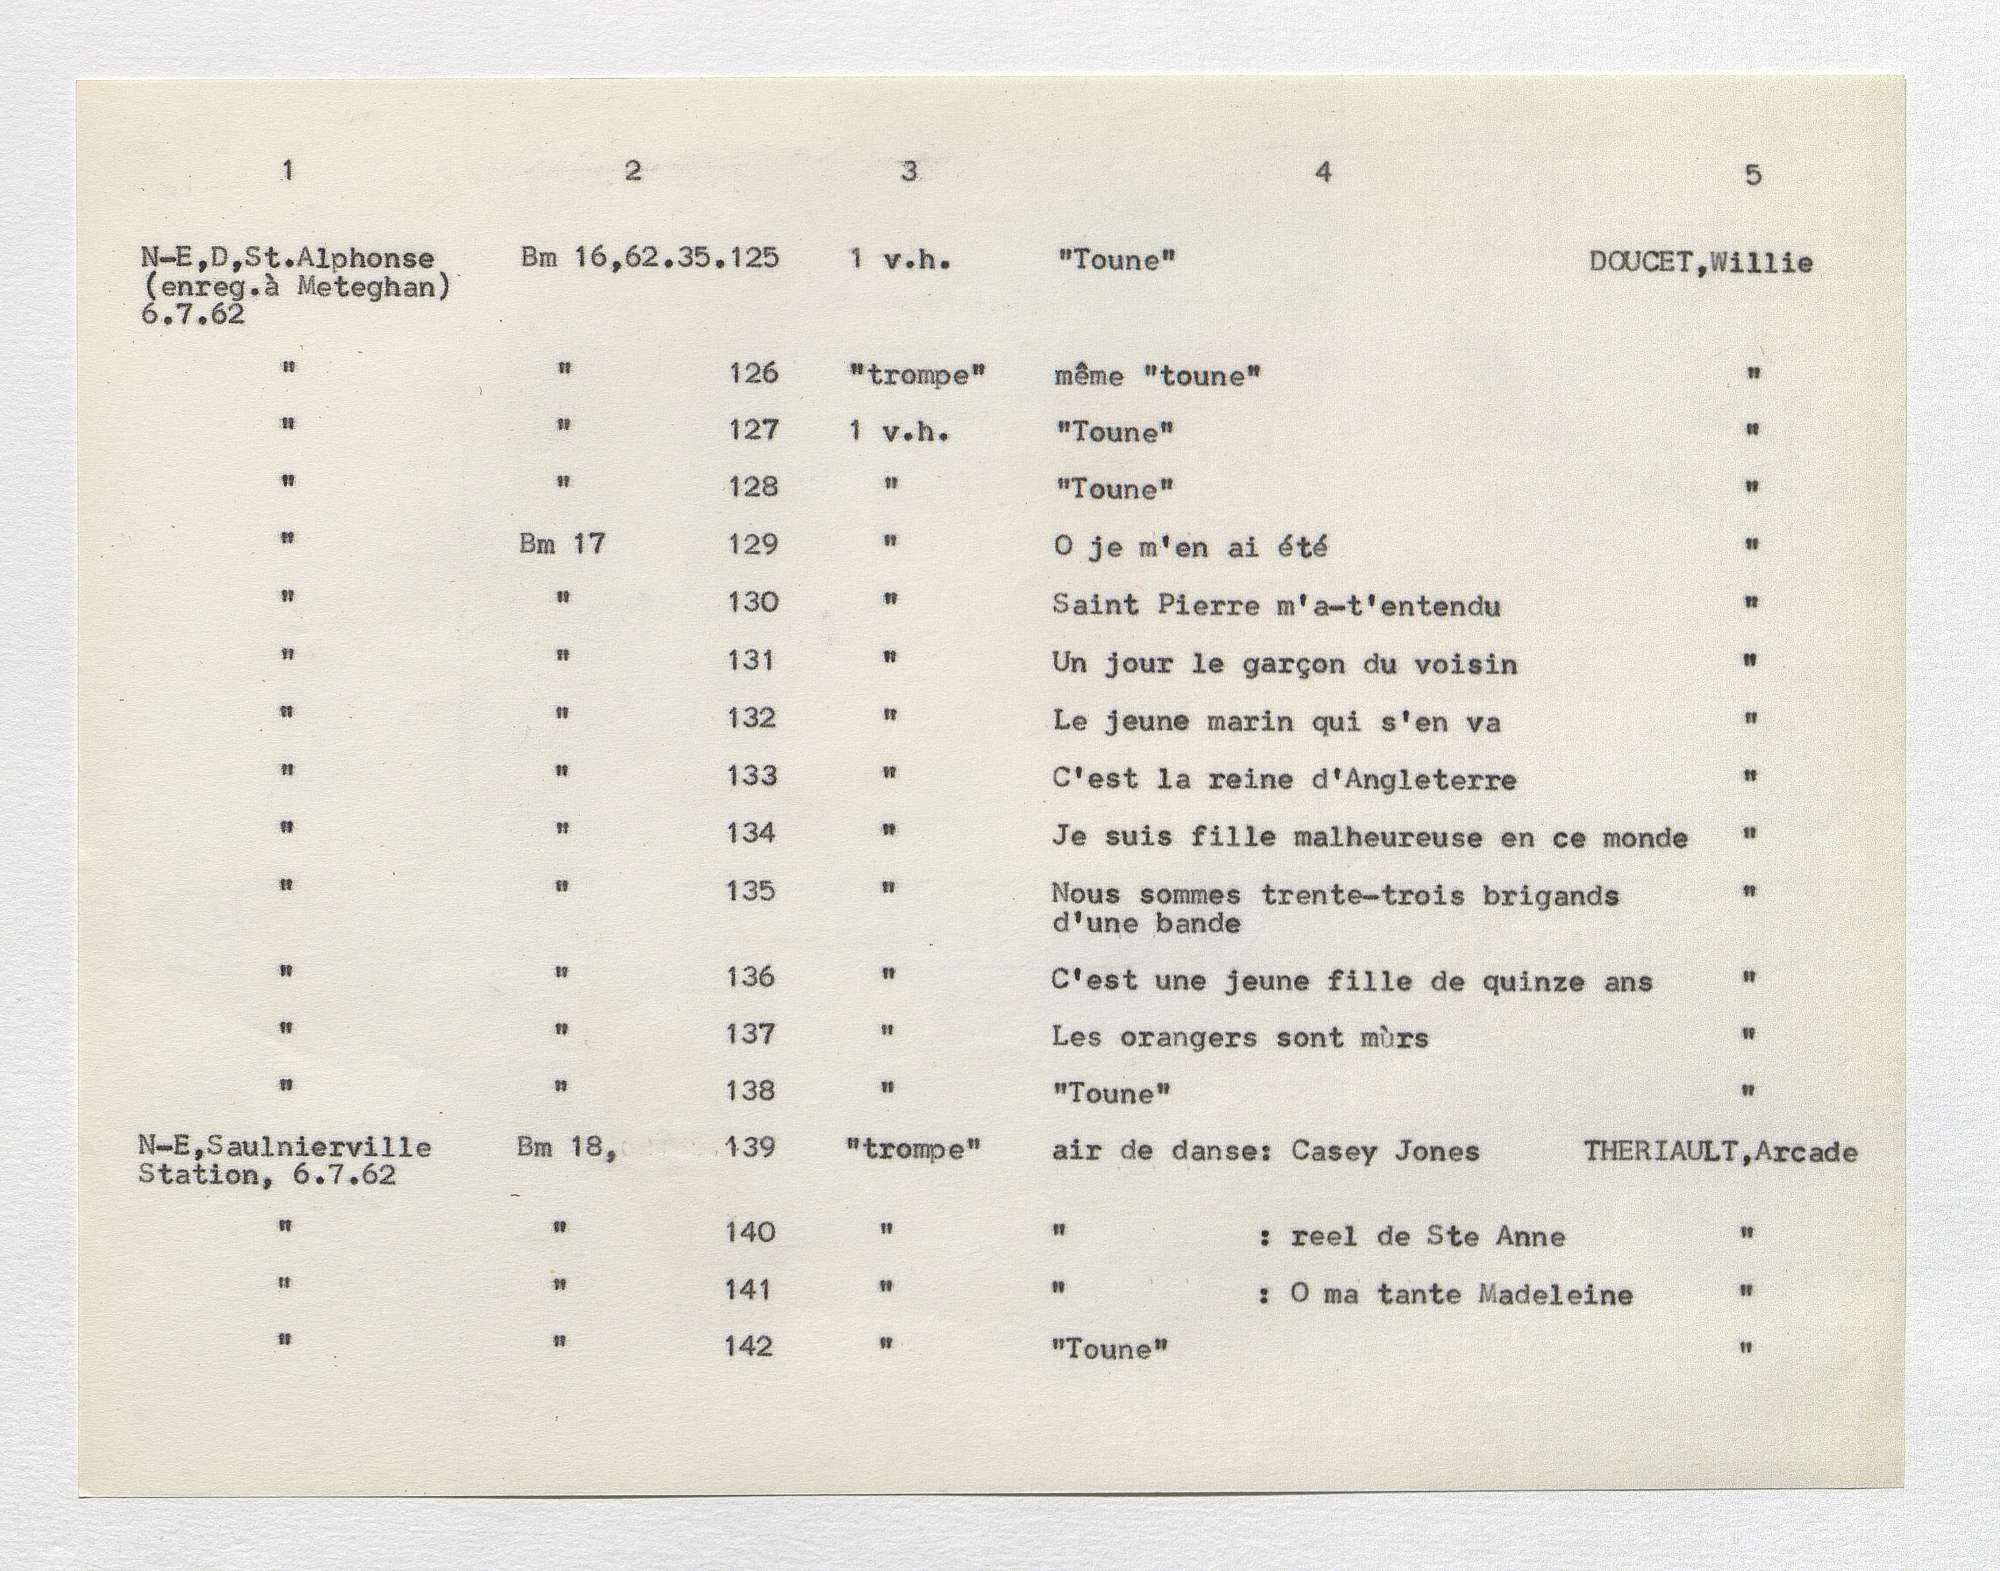 1 2 3 4 5
N-E,D,St.Alphonse Bm 16,62.35.125 1 v.h. "Toune" DOUCET,Willie
(enreg.à Meteghan)
6.7.62
" " 126 "trompe" même "toune" "
" " 127 1 v.h. "Toune" "
" " 128 " "Toune" "
" Bm 17 129 " O je m'en ai été "
" " 130 " Saint Pierre m'a-t'entendu "
" " 131 " Un jour le garçon du voisin "
" " 132 " Le jeune marin qui s'en va "
" " 133 " C'est la reine d'Angleterre "
" " 134 " Je suis fille malheureuse en ce monde "
" " 135 " Nous sommes trente-trois brigands "
d'une bande
" " 136 " C'est une jeune fille de quinze ans "
" " 137 " Les orangers sont mùrs "
" " 138 " "Toune" "
N-E,Saulnierville Bm 18, 139 "trompe" air de danse: Casey Jones THERIAULT,Arcade
Station, 6.7.62
" " 140 " " : reel de Ste Anne "
" " 141 " " : O ma tante Madeleine "
" " 142 " "Toune" "